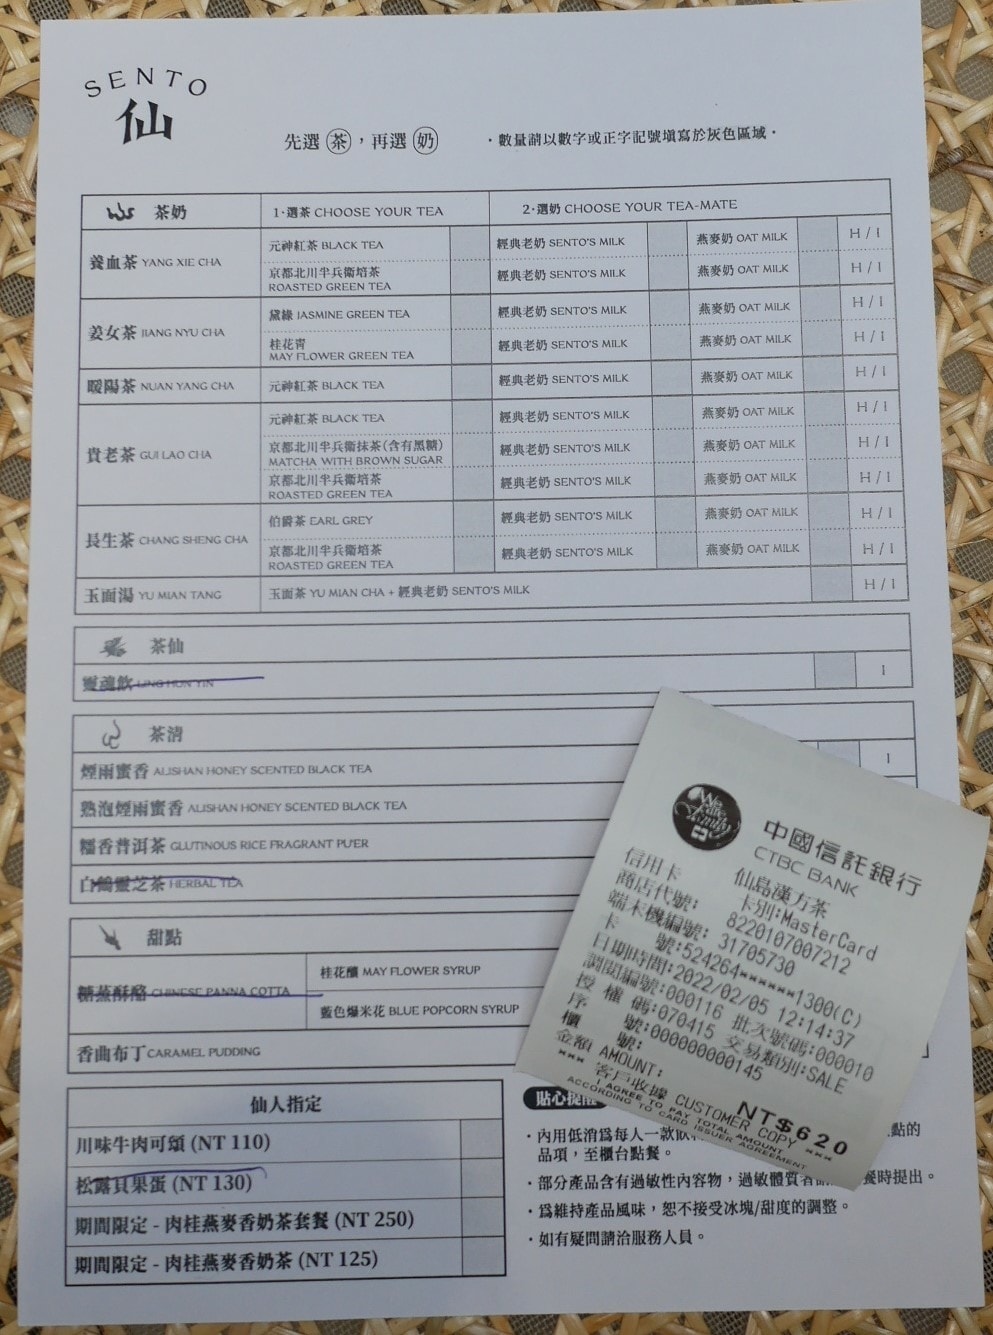 SENTO
仙
先選 茶，再選 奶
·數量請以數字或正字記號填寫於灰色區域·
茶奶 1·選茶 CHOOSE YOUR TEA 2·選奶 CHOOSE YOUR TEA-MATE
養血茶 YANG XIE CHA
元神紅茶 BLACK TEA 經典老奶 SENTO'S MILK 燕麥奶 OAT MILK H / I
京都北川半兵衛焙茶
ROASTED GREEN TEA 經典老奶 SENTO'S MILK 燕麥奶 OAT MILK H / I
姜女茶 JIANG NYU CHA
黛綠 JASMINE GREEN TEA 經典老奶 SENTO'S MILK 燕麥奶 OAT MILK H / I
桂花青
MAY FLOWER GREEN TEA 經典老奶 SENTO'S MILK 燕麥奶 OAT MILK H / I
暖陽茶 NUAN YANG CHA 元神紅茶 BLACK TEA 經典老奶 SENTO'S MILK 燕麥奶 OAT MILK H / I
貴老茶 GUI LAO CHA
元神紅茶 BLACK TEA 經典老奶 SENTO'S MILK 燕麥奶 OAT MILK H / I
京都北川半兵衛抹茶(含有黑糖)
MATCHA WITH BROWN SUGAR 經典老奶 SENTO'S MILK 燕麥奶 OAT MILK H / I
京都北川半兵衛焙茶
ROASTED GREEN TEA 經典老奶 SENTO'S MILK 燕麥奶 OAT MILK H / I
長生茶 CHANG SHENG CHA
伯爵茶 EARL GREY 經典老奶 SENTO'S MILK 燕麥奶 OAT MILK H / I
京都北川半兵衛焙茶
ROASTED GREEN TEA 經典老奶 SENTO'S MILK 燕麥奶 OAT MILK H / I
玉面湯 YU MIAN TANG 玉面茶 YU MIAN CHA + 經典老奶 SENTO'S MILK H / I
茶仙
靈魂飲 LING HUN YIN I
茶清
煙雨蜜香 ALISHAN HONEY SCENTED BLACK TEA I
熟泡煙雨蜜香 ALISHAN HONEY SCENTED BLACK TEA
糯香普洱茶 GLUTINOUS RICE FRAGRANT PU'ER
白鶴靈芝茶 HERBAL TEA
甜點
糖蒸酥酪 CHINESE PANNA COTTA
桂花釀 MAY FLOWER SYRUP
藍色爆米花 BLUE POPCORN SYRUP
香曲布丁 CARAMEL PUDDING
仙人指定
川味牛肉可頌 (NT 110)
松露貝果蛋 (NT 130)
期間限定 - 肉桂燕麥香奶茶套餐 (NT 250)
期間限定 - 肉桂燕麥香奶茶 (NT 125)
貼心提醒
·內用低消為每人一款飲 點的
品項，至櫃台點餐。
·部分產品含有過敏性內容物，過敏體質者 餐時提出。
·為維持產品風味，恕不接受冰塊/甜度的調整。
·如有疑問請洽服務人員。
We are family
中國信託銀行
CTBC BANK
信用卡 仙島漢方茶
卡別:MasterCard
商店代號: 8220107007212
端末機編號: 31705730
卡 號:524264******1300(C)
日期時間:2022/02/05 12:14:37
調閱編號:000116 批次號碼:000010
授 權 碼:070415 交易類別:SALE
序 號:000000000145
櫃 號:
金額 AMOUNT: NT$620
*** 客戶收據 CUSTOMER COPY ***
I AGREE TO PAY TOTAL AMOUNT
ACCORDING TO CARD ISSUER AGREEMENT